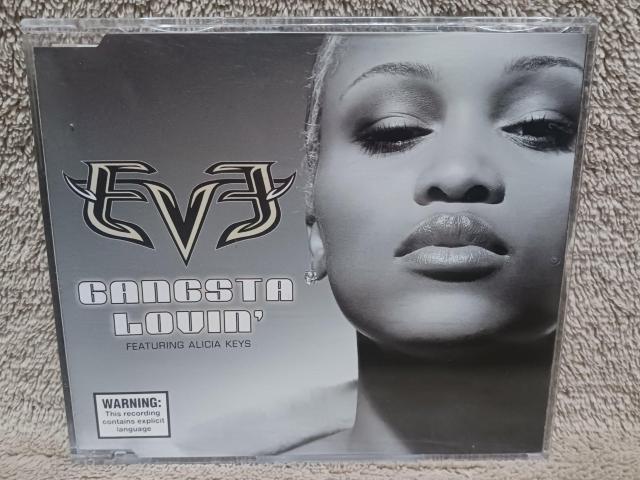 EVE
GANGSTA
LOVIN'
FEATURING ALICIA KEYS
WARNING:
This recording
contains explicit
language